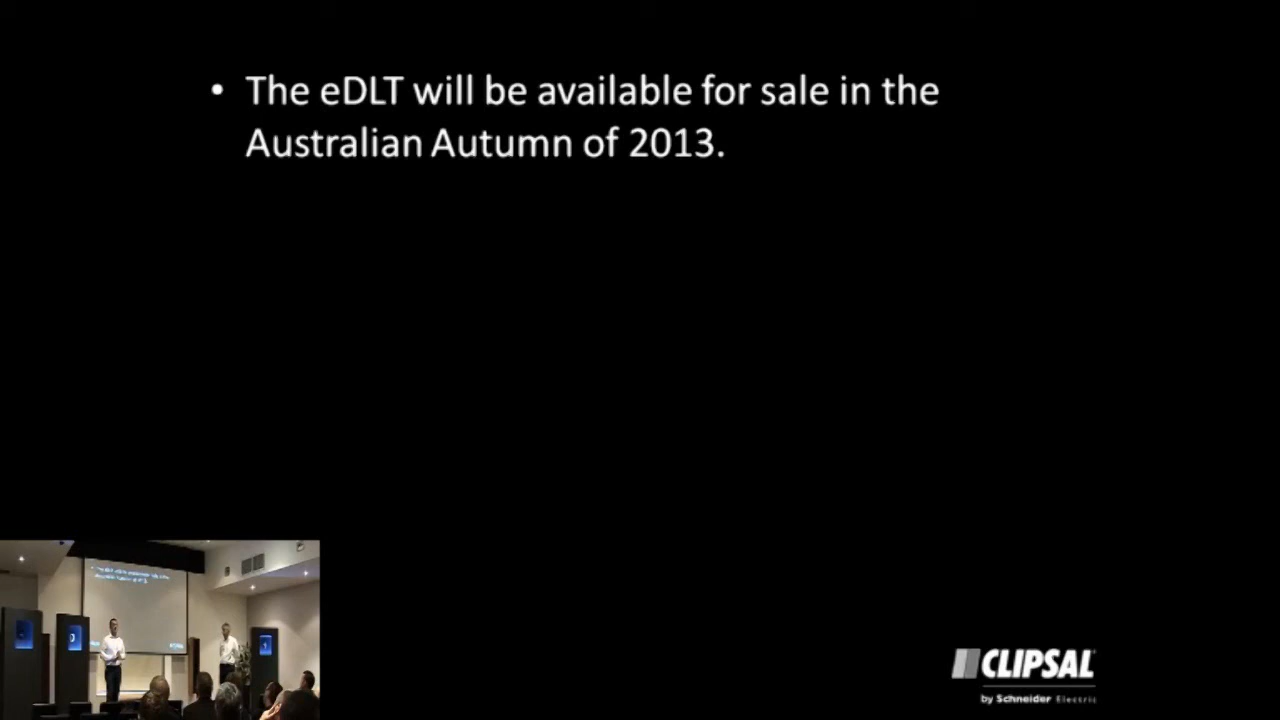 • The eDLT will be available for sale in the
Australian Autumn of 2013.
CLIPSAL
by Schneider Electric